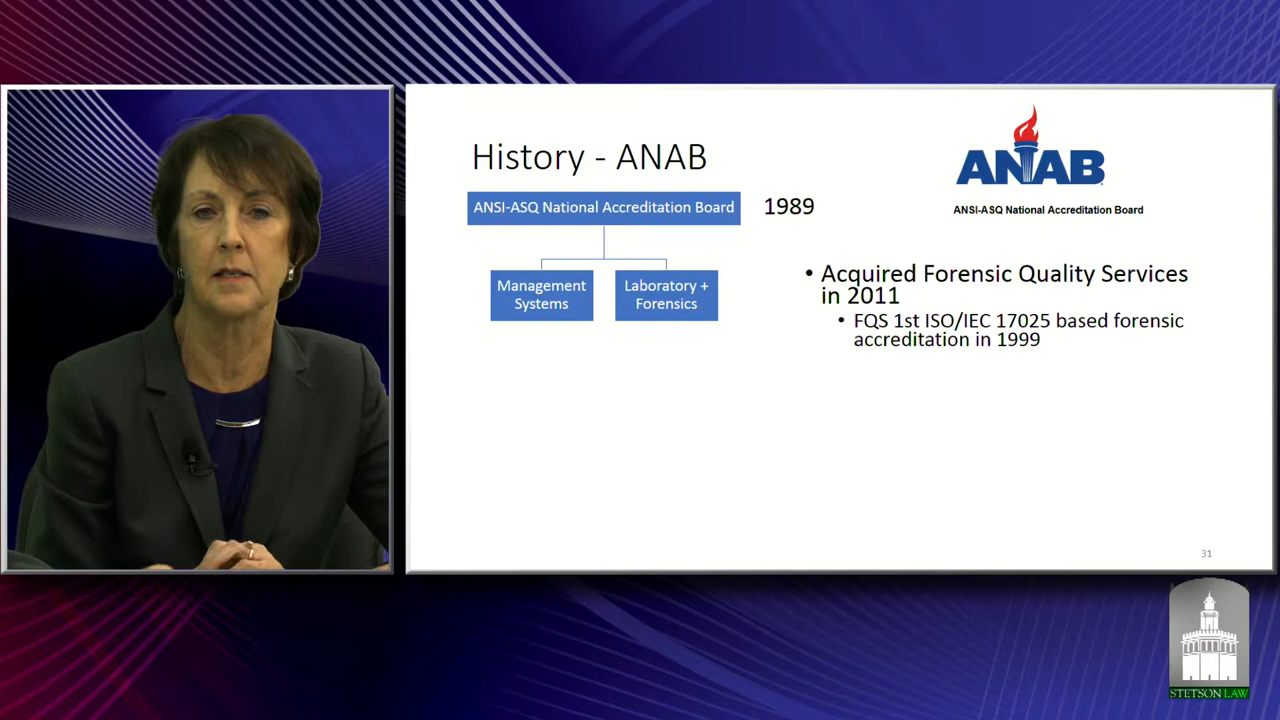 History - ANAB
ANSI-ASQ National Accreditation Board
1989
Management
Systems
Laboratory +
Forensics
ANAB
ANSI-ASQ National Accreditation Board
• Acquired Forensic Quality Services
in 2011
• FQS 1st ISO/IEC 17025 based forensic
accreditation in 1999
31
STETSON LAW